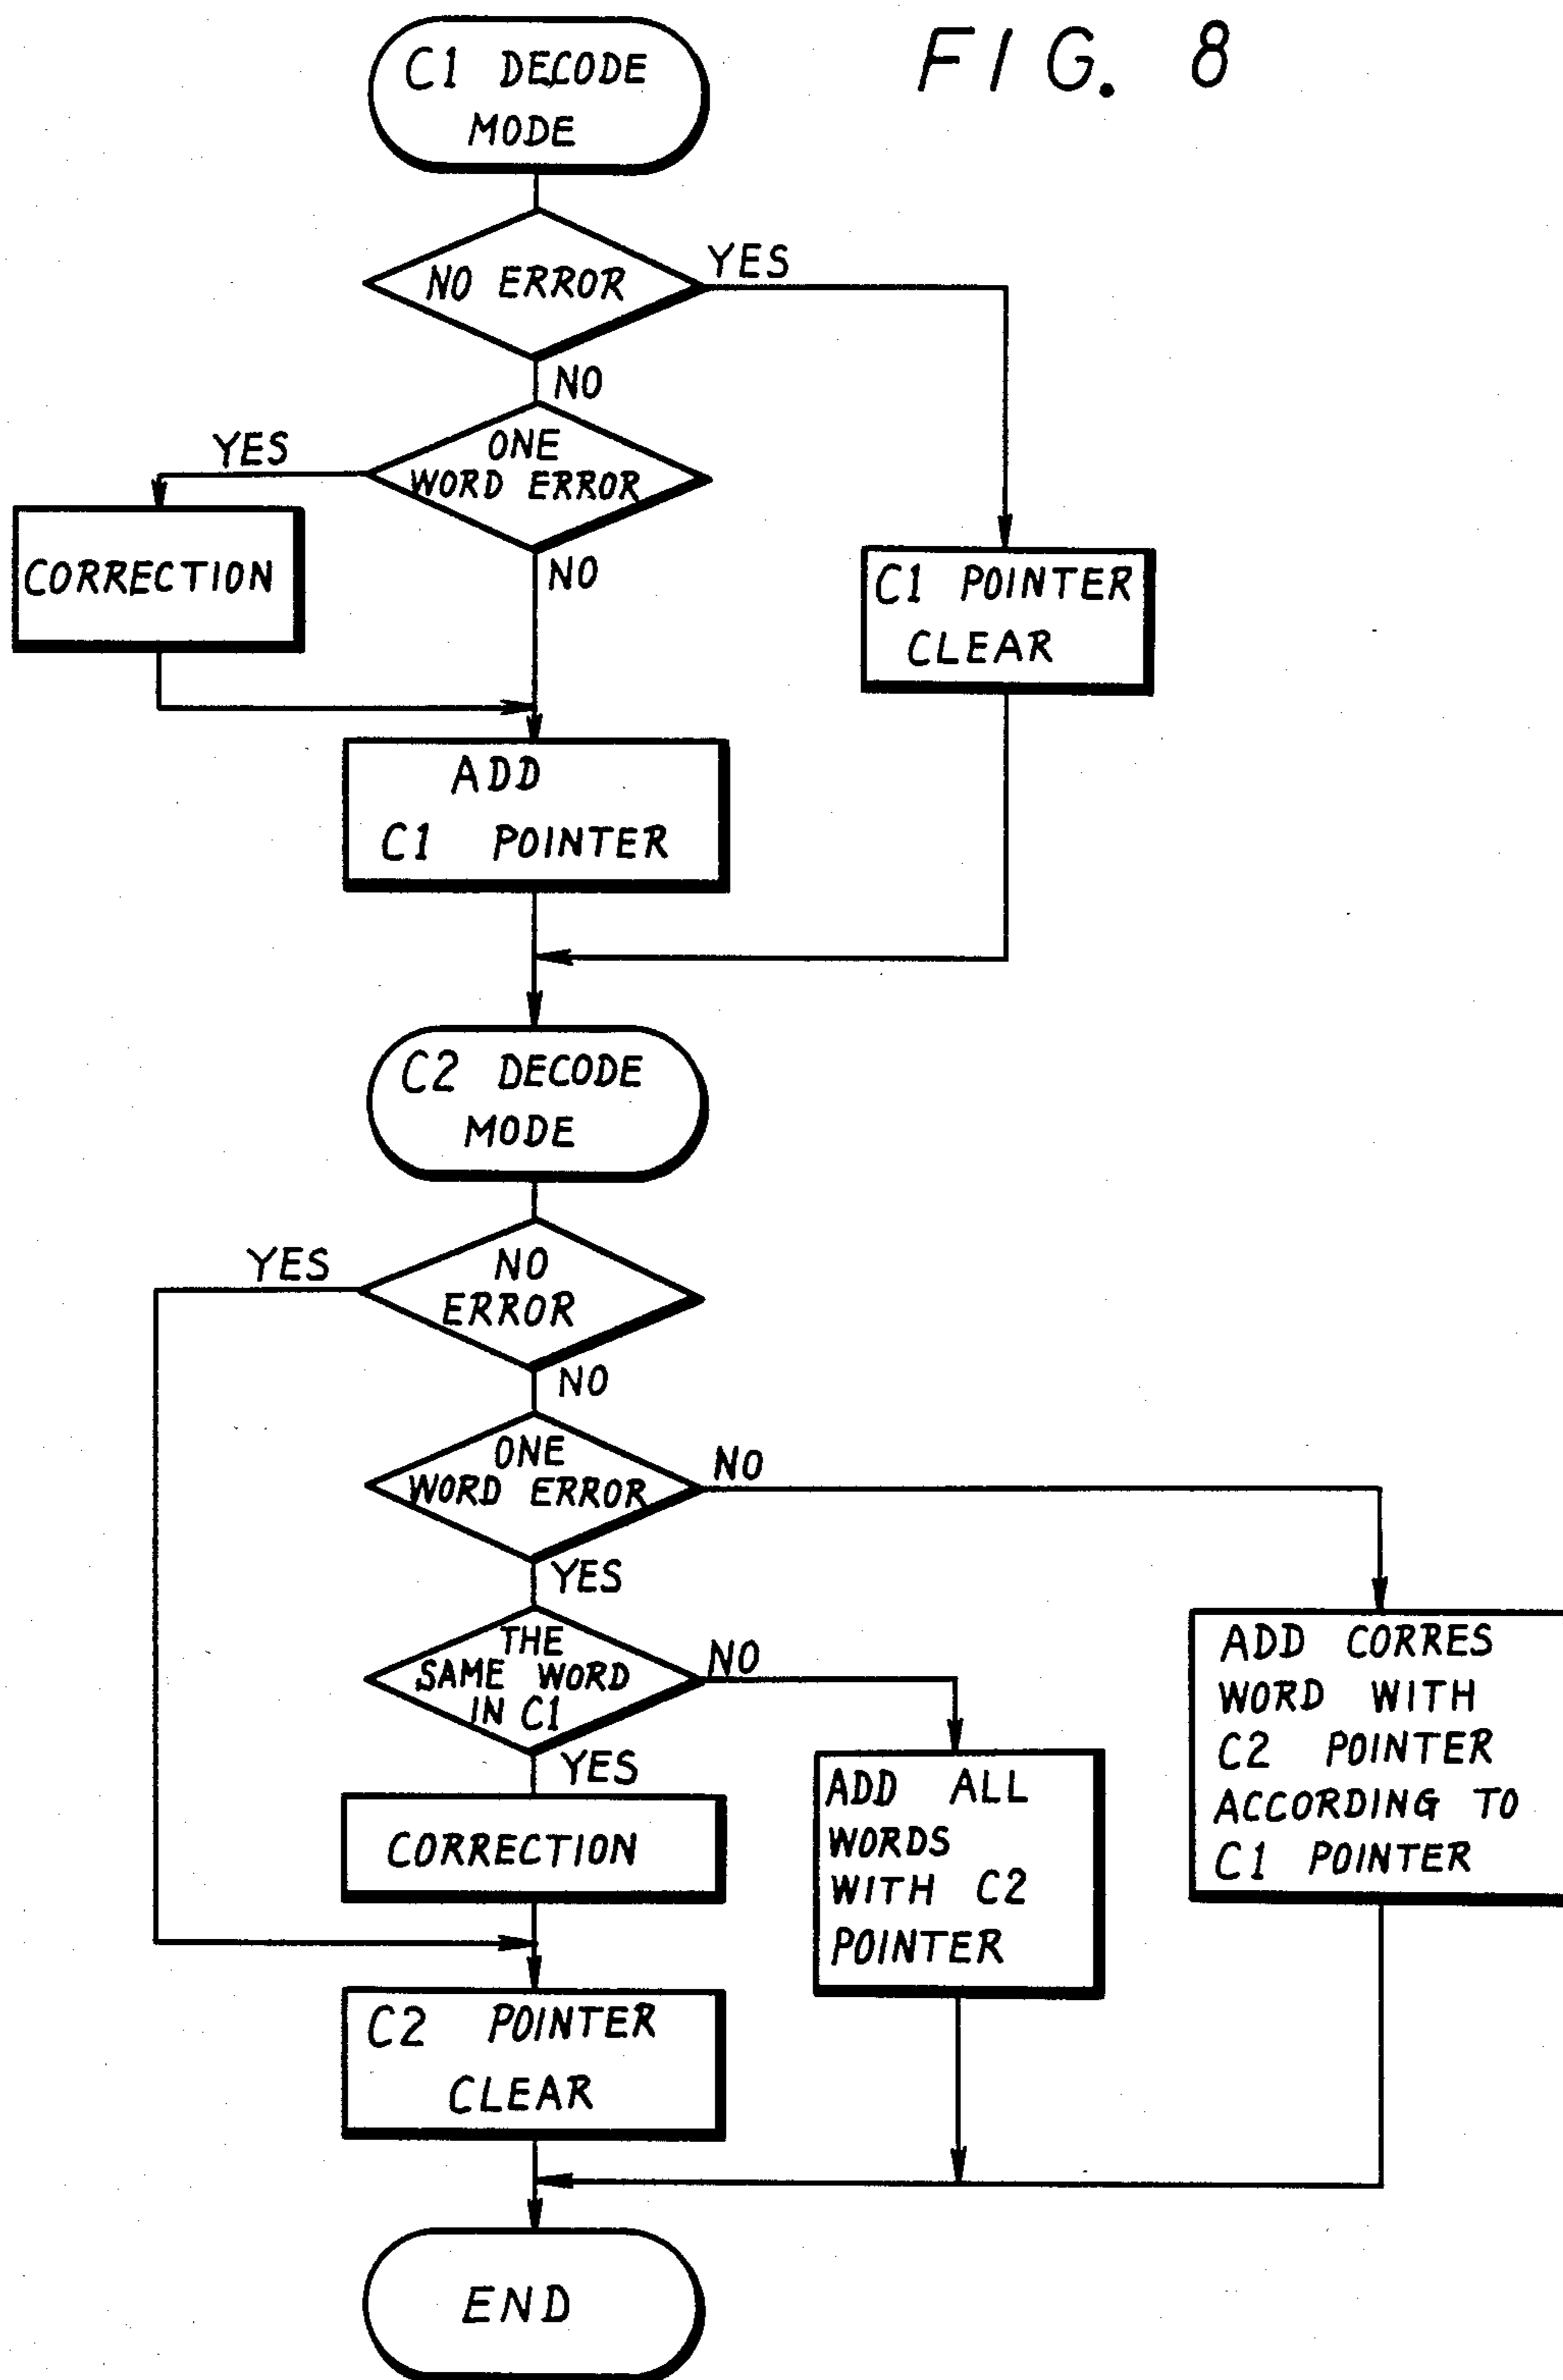 FIG. 8
C1 DECODE
MODE
NO ERROR
YES
NO
ONE
WORD ERROR
YES
NO
CORRECTION
C1 POINTER
CLEAR
ADD
C1 POINTER
C2 DECODE
MODE
NO
ERROR
YES
NO
ONE
WORD ERROR
NO
YES
THE
SAME WORD
IN C1
NO
YES
ADD CORRES
WORD WITH
C2 POINTER
ACCORDING TO
C1 POINTER
ADD ALL
WORDS
WITH C2
POINTER
CORRECTION
C2 POINTER
CLEAR
END